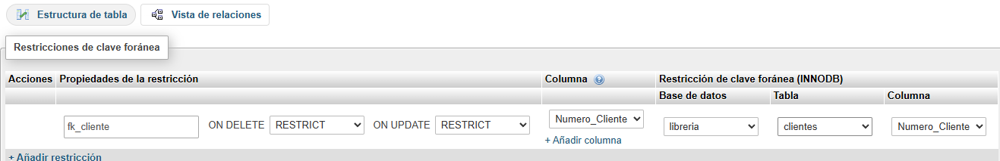 Estructura de tabla Vista de relaciones
Restricciones de clave foránea
Acciones Propiedades de la restricción Columna Restricción de clave foránea (INNODB)
Base de datos Tabla Columna
fk_cliente ON DELETE RESTRICT ON UPDATE RESTRICT Numero_Cliente libreria clientes Numero_Cliente
+ Añadir columna
+ Añadir restricción